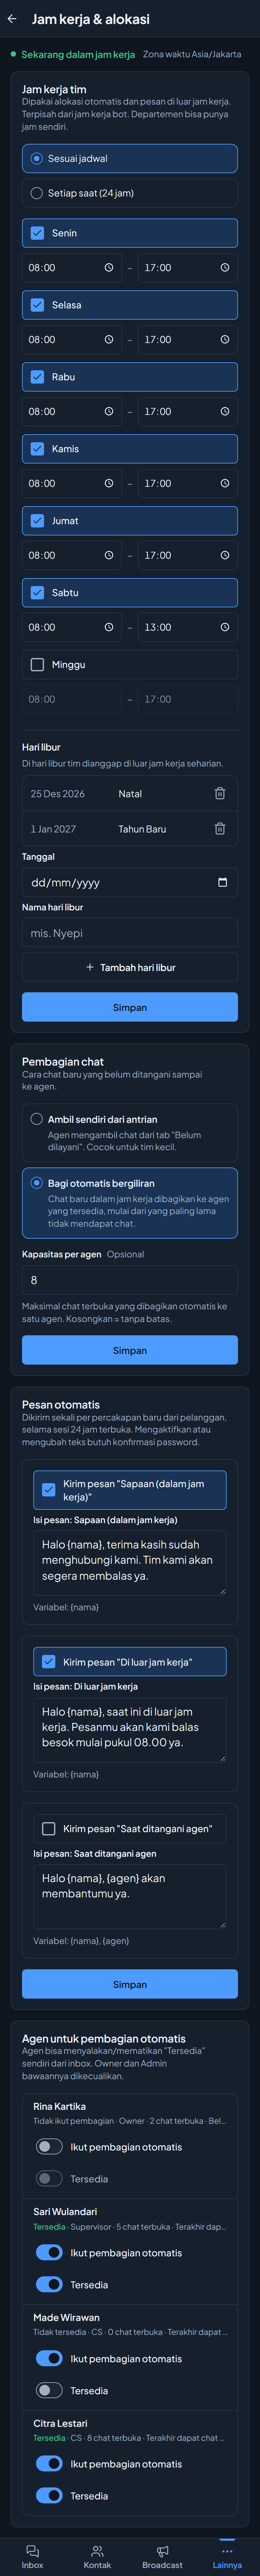 Jam kerja & alokasi
Sekarang dalam jam kerja Zona waktu Asia/Jakarta
Jam kerja tim
Dipakai alokasi otomatis dan pesan di luar jam kerja.
Terpisah dari jam kerja bot. Departemen bisa punya
jam sendiri.
Sesuai jadwal
Setiap saat (24 jam)
Senin
08:00 – 17:00
Selasa
08:00 – 17:00
Rabu
08:00 – 17:00
Kamis
08:00 – 17:00
Jumat
08:00 – 17:00
Sabtu
08:00 – 13:00
Minggu
08:00 – 17:00
Hari libur
Di hari libur tim dianggap di luar jam kerja seharian.
25 Des 2026 Natal
1 Jan 2027 Tahun Baru
Tanggal
dd/mm/yyyy
Nama hari libur
mis. Nyepi
+ Tambah hari libur
Simpan
Pembagian chat
Cara chat baru yang belum ditangani sampai
ke agen.
Ambil sendiri dari antrian
Agen mengambil chat dari tab "Belum
dilayani". Cocok untuk tim kecil.
Bagi otomatis bergiliran
Chat baru dalam jam kerja dibagikan ke agen
yang tersedia, mulai dari yang paling lama
tidak mendapat chat.
Kapasitas per agen Opsional
8
Maksimal chat terbuka yang dibagikan otomatis ke
satu agen. Kosongkan = tanpa batas.
Simpan
Pesan otomatis
Dikirim sekali per percakapan baru dari pelanggan,
selama sesi 24 jam terbuka. Mengaktifkan atau
mengubah teks butuh konfirmasi password.
Kirim pesan "Sapaan (dalam jam
kerja)"
Isi pesan: Sapaan (dalam jam kerja)
Halo {nama}, terima kasih sudah
menghubungi kami. Tim kami akan
segera membalas ya.
Variabel: {nama}
Kirim pesan "Di luar jam kerja"
Isi pesan: Di luar jam kerja
Halo {nama}, saat ini di luar jam
kerja. Pesanmu akan kami balas
besok mulai pukul 08.00 ya.
Variabel: {nama}
Kirim pesan "Saat ditangani agen"
Isi pesan: Saat ditangani agen
Halo {nama}, {agen} akan
membantumu ya.
Variabel: {nama}, {agen}
Simpan
Agen untuk pembagian otomatis
Agen bisa menyalakan/mematikan "Tersedia"
sendiri dari inbox. Owner dan Admin
bawaannya dikecualikan.
Rina Kartika
Tidak ikut pembagian · Owner · 2 chat terbuka · Bel...
Ikut pembagian otomatis
Tersedia
Sari Wulandari
Tersedia · Supervisor · 5 chat terbuka · Terakhir dap...
Ikut pembagian otomatis
Tersedia
Made Wirawan
Tidak tersedia · CS · 0 chat terbuka · Terakhir dapat ...
Ikut pembagian otomatis
Tersedia
Citra Lestari
Tersedia · CS · 8 chat terbuka · Terakhir dapat chat ...
Ikut pembagian otomatis
Tersedia
Inbox Kontak Broadcast Lainnya